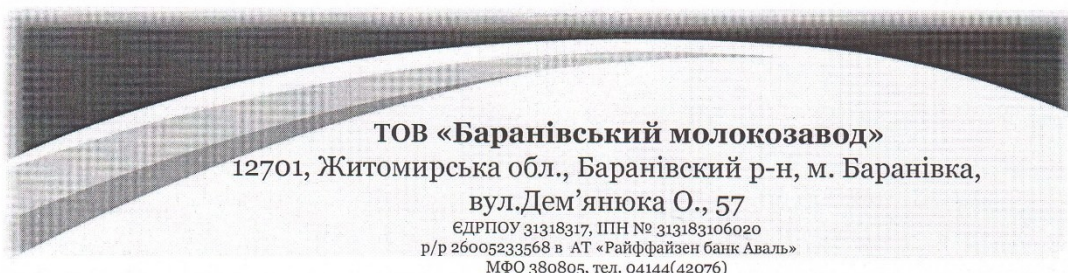 ТОВ «Баранівський молокозавод»
12701, Житомирська обл., Баранівский р-н, м. Баранівка,
вул.Дем’янюка О., 57
ЄДРПОУ 31318317, ІПН № 313183106020
р/р 26005233568 в АТ «Райффайзен банк Аваль»
МФО 380805, тел. 04144(42076)